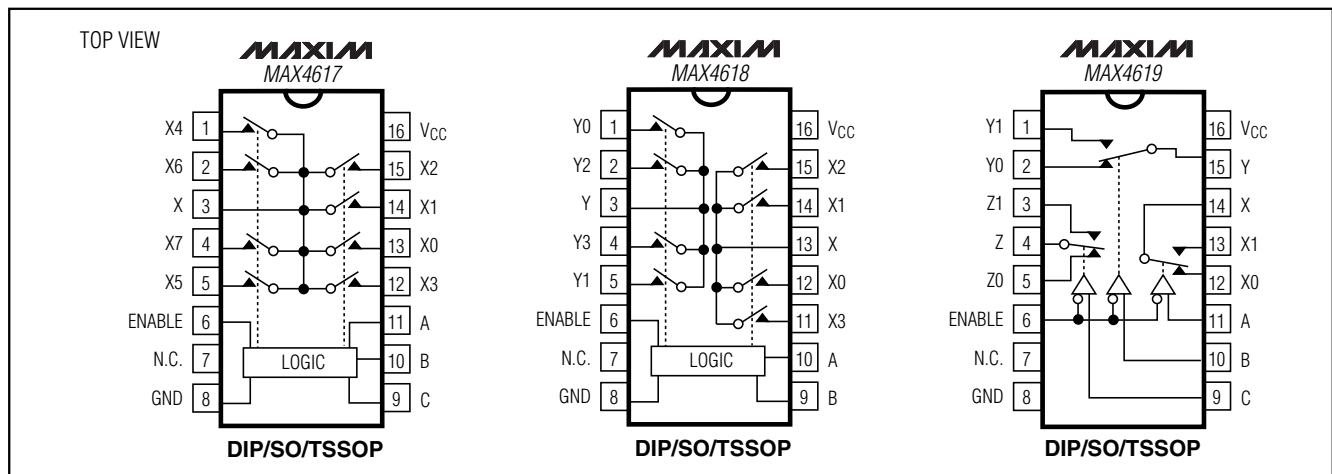 TOP VIEW
MAXIM
MAX4617
X4 1
X6 2
X 3
X7 4
X5 5
ENABLE 6
N.C. 7
GND 8
16 VCC
15 X2
14 X1
13 X0
12 X3
11 A
10 B
9 C
LOGIC
DIP/SO/TSSOP
MAXIM
MAX4618
Y0 1
Y2 2
Y 3
Y3 4
Y1 5
ENABLE 6
N.C. 7
GND 8
16 VCC
15 X2
14 X1
13 X
12 X0
11 X3
10 A
9 B
LOGIC
DIP/SO/TSSOP
MAXIM
MAX4619
Y1 1
Y0 2
Z1 3
Z 4
Z0 5
ENABLE 6
N.C. 7
GND 8
16 VCC
15 Y
14 X
13 X1
12 X0
11 A
10 B
9 C
DIP/SO/TSSOP